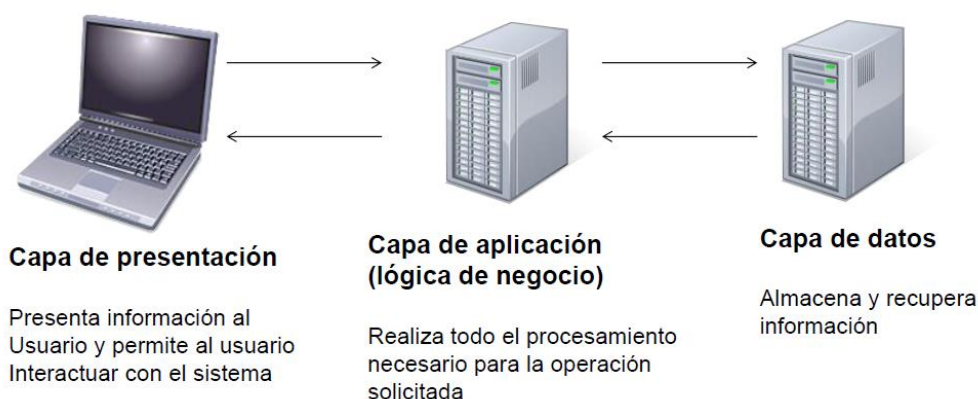 Capa de presentación
Presenta información al
Usuario y permite al usuario
Interactuar con el sistema
Capa de aplicación
(lógica de negocio)
Realiza todo el procesamiento
necesario para la operación
solicitada
Capa de datos
Almacena y recupera
información